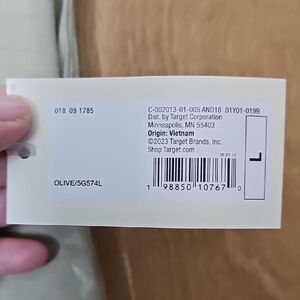 018 09 1785
C-002013-01-005 AND18 01Y01-0199
Dist. by Target Corporation
Minneapolis, MN 55403
Origin: Vietnam
©2023 Target Brands, Inc.
Shop Target.com
1 98850 10767 0
L
OLIVE/5G574L